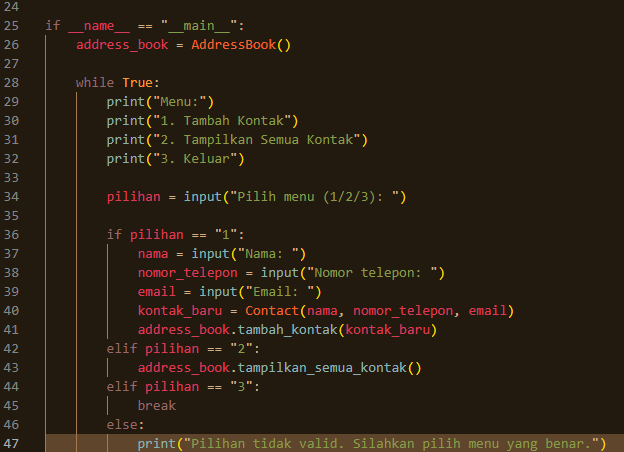 24
25 if __name__ == "__main__":
26     address_book = AddressBook()
27
28     while True:
29         print("Menu:")
30         print("1. Tambah Kontak")
31         print("2. Tampilkan Semua Kontak")
32         print("3. Keluar")
33
34         pilihan = input("Pilih menu (1/2/3): ")
35
36         if pilihan == "1":
37             nama = input("Nama: ")
38             nomor_telepon = input("Nomor telepon: ")
39             email = input("Email: ")
40             kontak_baru = Contact(nama, nomor_telepon, email)
41             address_book.tambah_kontak(kontak_baru)
42         elif pilihan == "2":
43             address_book.tampilkan_semua_kontak()
44         elif pilihan == "3":
45             break
46         else:
47             print("Pilihan tidak valid. Silahkan pilih menu yang benar.")